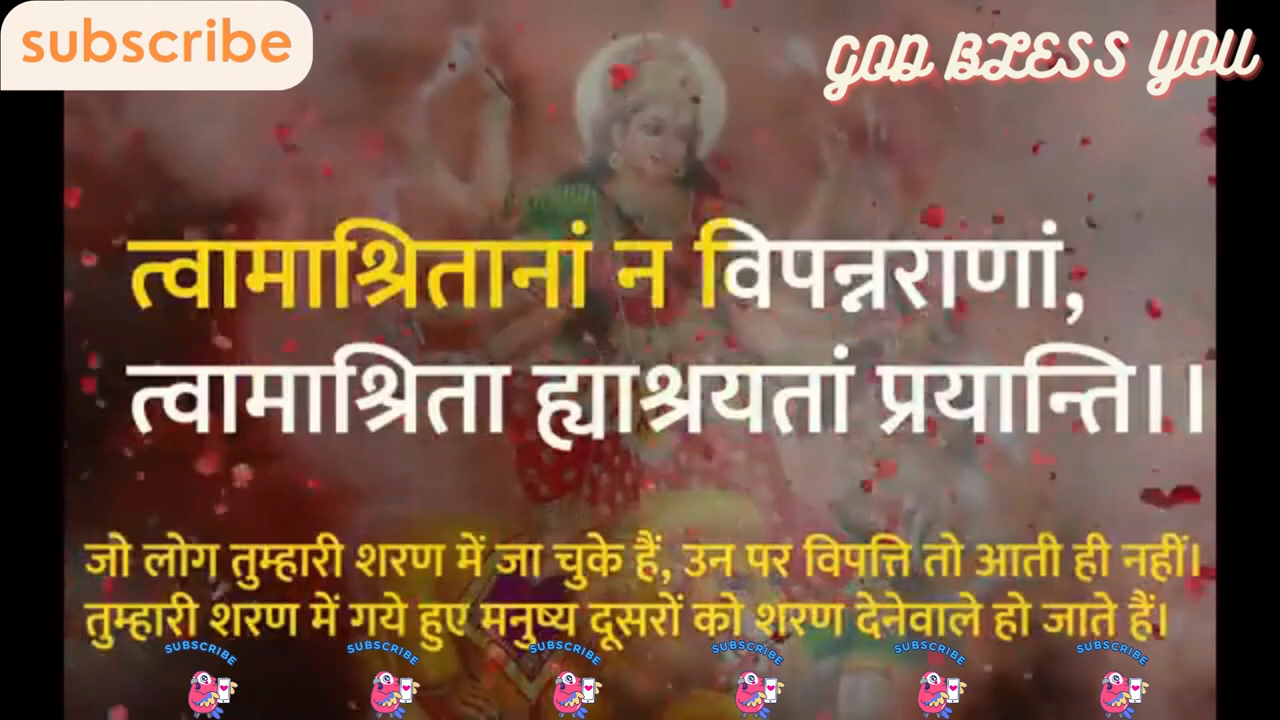 subscribe
GOD BLESS YOU
त्वामाश्रितानां न विपन्नराणां,
त्वामाश्रिता ह्याश्रयतां प्रयान्ति।।
जो लोग तुम्हारी शरण में जा चुके हैं, उन पर विपत्ति तो आती ही नहीं।
तुम्हारी शरण में गये हुए मनुष्य दूसरों को शरण देनेवाले हो जाते हैं।
SUBSCRIBE SUBSCRIBE SUBSCRIBE SUBSCRIBE SUBSCRIBE SUBSCRIBE